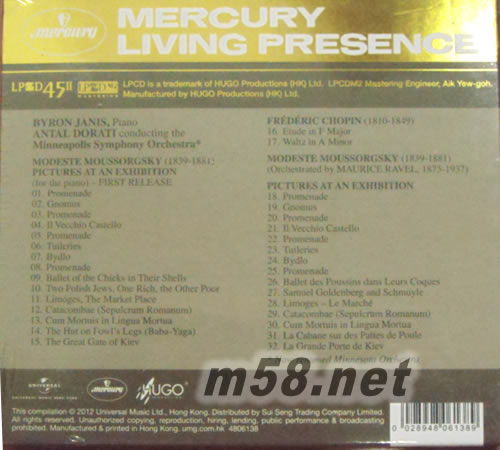 mercury
MERCURY
LIVING PRESENCE
LPCD45II LPCDM2 LPCD is a trademark of HUGO Productions (HK) Ltd. LPCDM2 Mastering Engineer, Aik Yew-goh.
Manufactured by HUGO Productions (HK) Ltd.
BYRON JANIS, Piano
ANTAL DORATI conducting the
Minneapolis Symphony Orchestra*
MODESTE MOUSSORGSKY (1839-1881)
PICTURES AT AN EXHIBITION
(for the piano) – FIRST RELEASE
01. Promenade
02. Gnomus
03. Promenade
04. Il Vecchio Castello
05. Promenade
06. Tuileries
07. Bydlo
08. Promenade
09. Ballet of the Chicks in Their Shells
10. Two Polish Jews, One Rich, the Other Poor
11. Limoges, The Market Place
12. Catacombae (Sepulcrum Romanum)
13. Cum Mortuis in Lingua Mortua
14. The Hut on Fowl's Legs (Baba-Yaga)
15. The Great Gate of Kiev
FRÉDÉRIC CHOPIN (1810-1849)
16. Etude in F Major
17. Waltz in A Minor
MODESTE MOUSSORGSKY (1839-1881)
(Orchestrated by MAURICE RAVEL, 1875-1937)
PICTURES AT AN EXHIBITION
18. Promenade
19. Gnomus
20. Promenade
21. Il Vecchio Castello
22. Promenade
23. Tuileries
24. Bydlo
25. Promenade
26. Ballet des Poussins dans Leurs Coques
27. Samuel Goldenberg and Schmuyle
28. Limoges – Le Marché
29. Catacombae (Sepulcrum Romanum)
30. Cum Mortuis in Lingua Mortua
31. La Cabane sur des Pattes de Poule
32. La Grande Porte de Kiev
Minnesota Orchestra
UNIVERSAL
mercury
HUGO
m58.net
This compilation © 2012 Universal Music Ltd., Hong Kong. Distributed by Sui Seng Trading Company Limited.
All rights reserved. Unauthorized copying, reproduction, hiring, lending, public performance & broadcasting
prohibited. Manufactured & printed in Hong Kong. umg.com.hk 4806138
0 028948 061389